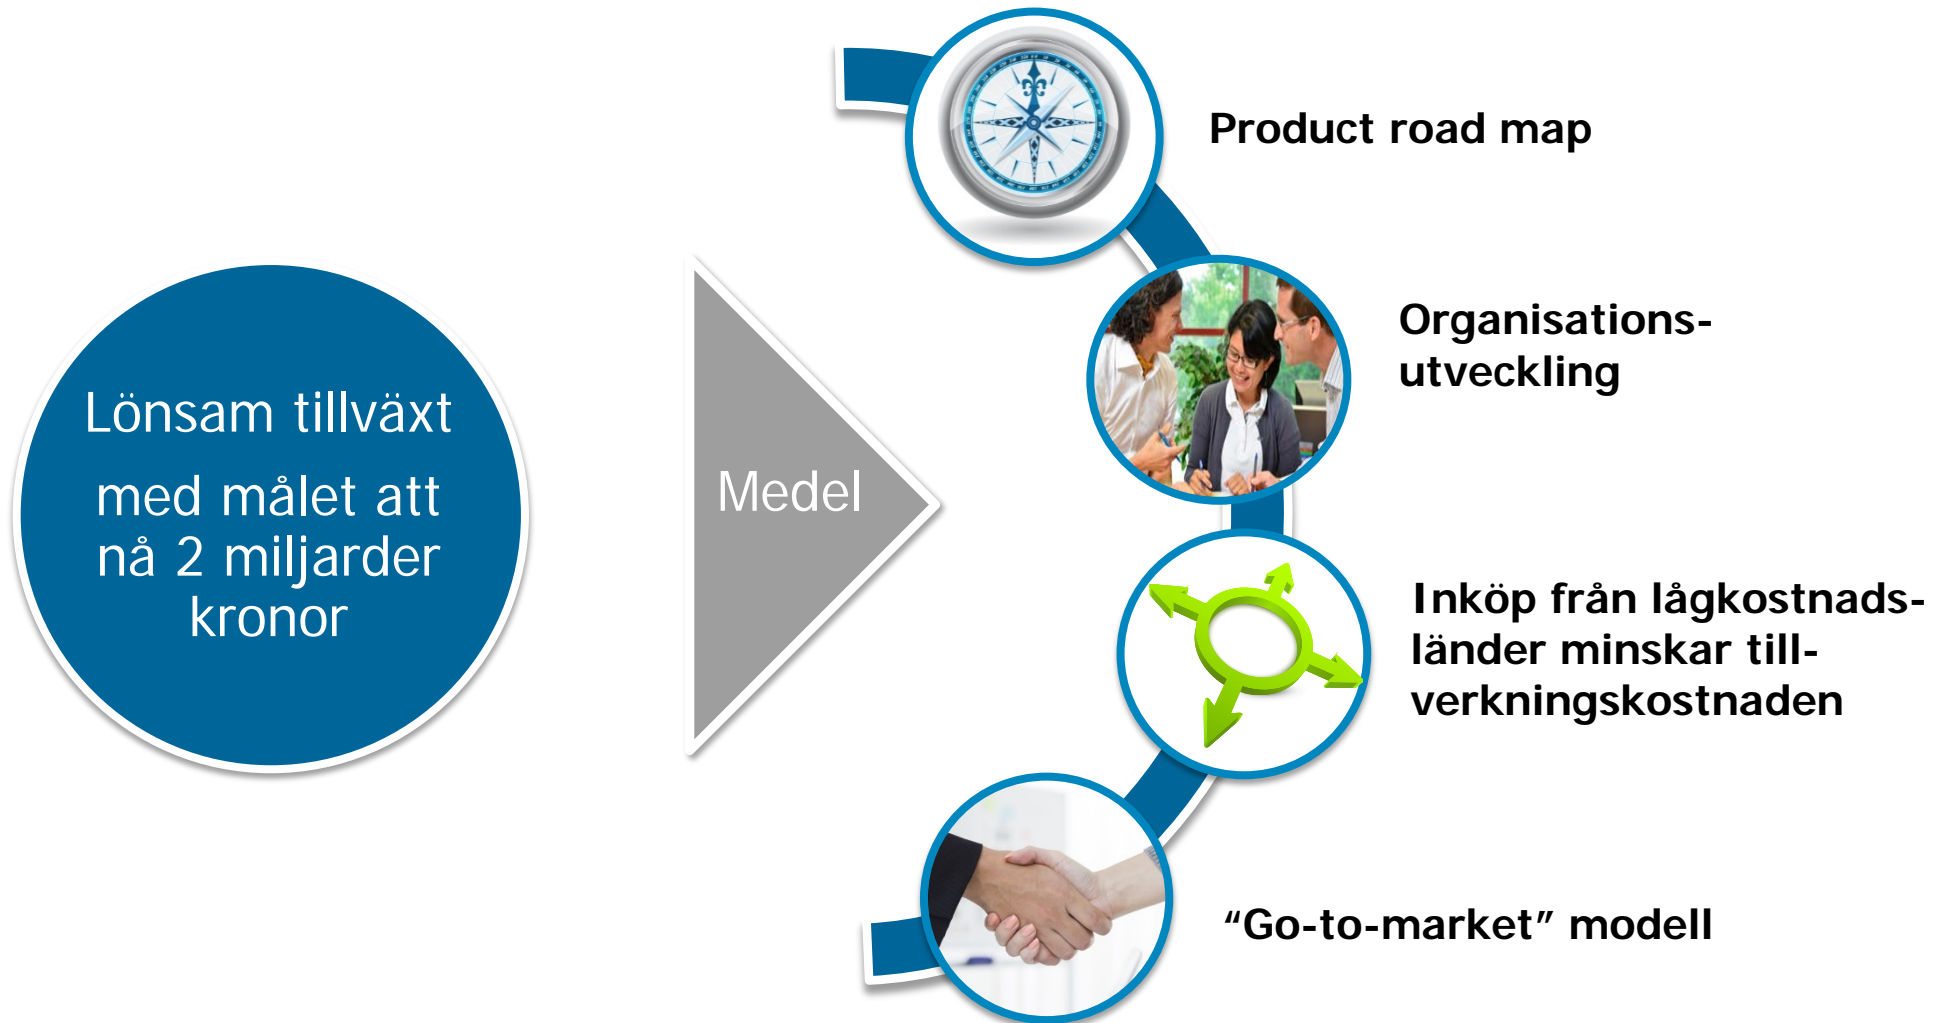 Lönsam tillväxt
med målet att
nå 2 miljarder
kronor
Medel
Product road map
Organisations-
utveckling
Inköp från lågkostnads-
länder minskar till-
verkningskostnaden
“Go-to-market” modell